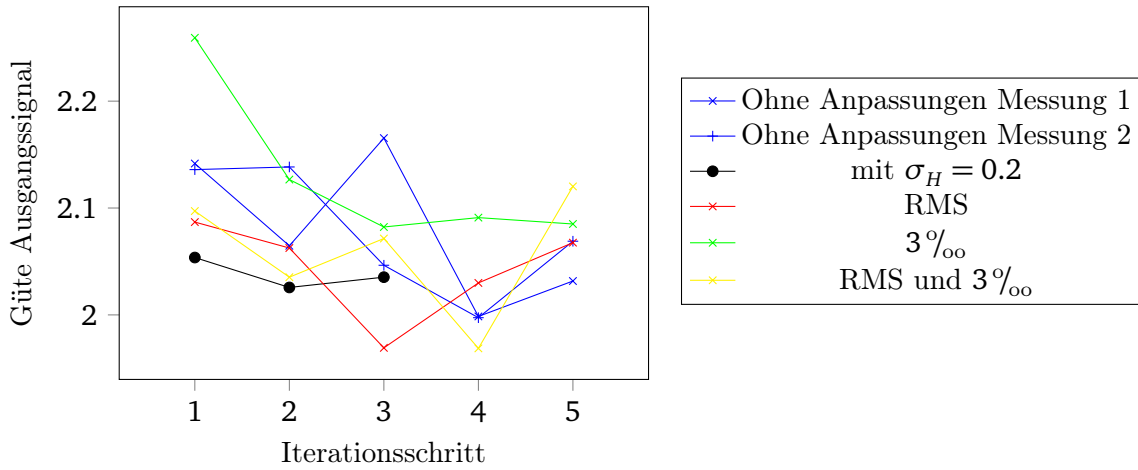 Güte Ausgangssignal
2.2
2.1
2
1 2 3 4 5
Iterationsschritt
Ohne Anpassungen Messung 1
Ohne Anpassungen Messung 2
mit σ_H = 0.2
RMS
3 ‰
RMS und 3 ‰